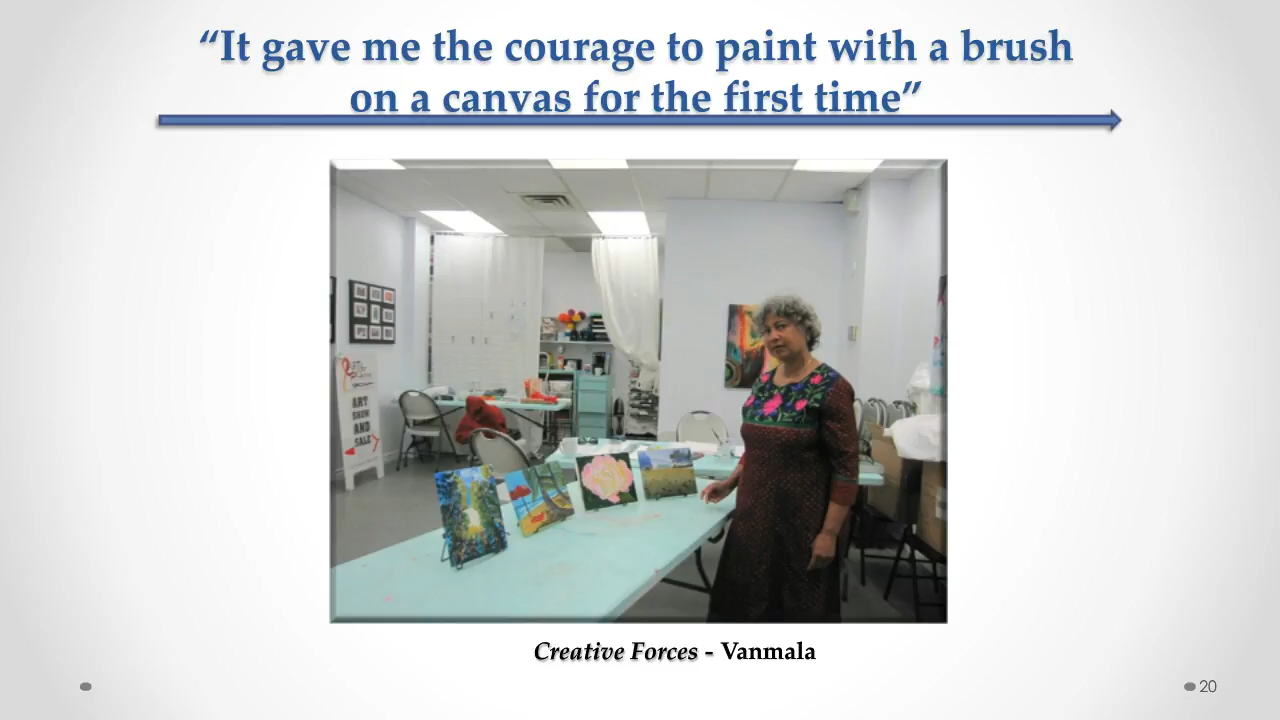 “It gave me the courage to paint with a brush
on a canvas for the first time”
ART
SHOW
AND
SALE
Creative Forces - Vanmala
20